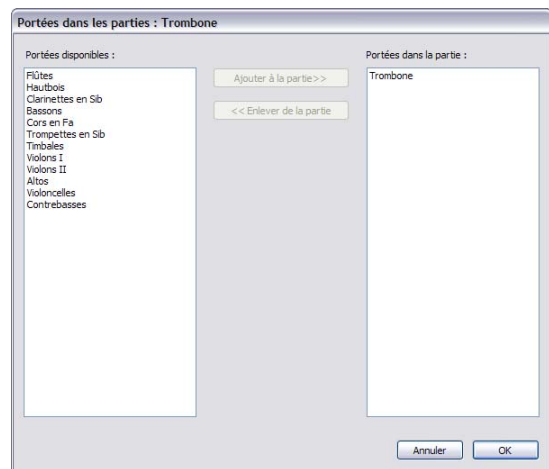 Portées dans les parties : Trombone
Portées disponibles :
Flûtes
Hautbois
Clarinettes en Sib
Bassons
Cors en Fa
Trompettes en Sib
Timbales
Violons I
Violons II
Altos
Violoncelles
Contrebasses
Ajouter à la partie>>
<< Enlever de la partie
Portées dans la partie :
Trombone
Annuler
OK